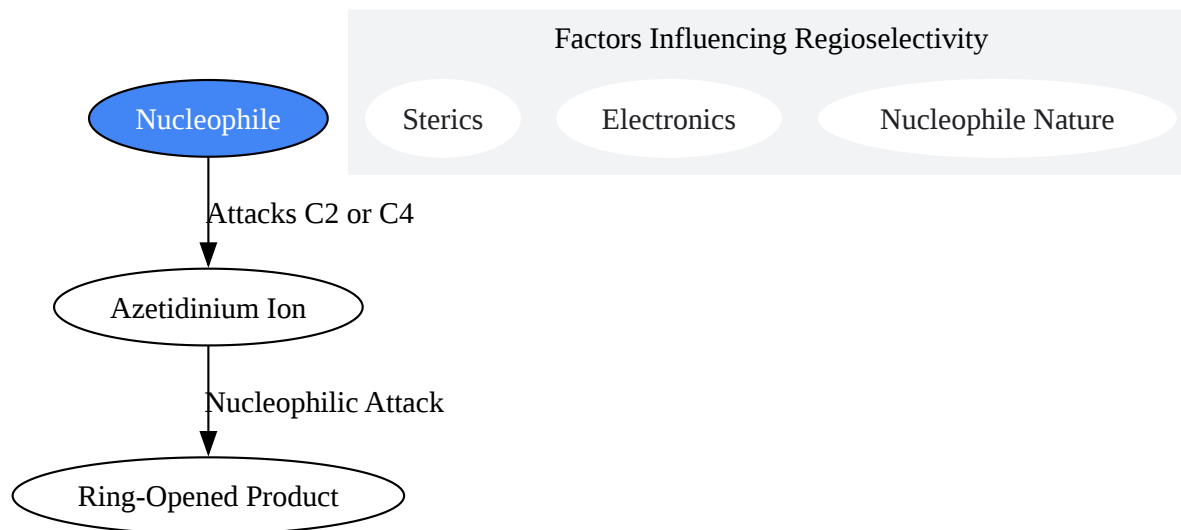 Factors Influencing Regioselectivity
Nucleophile
Sterics
Electronics
Nucleophile Nature
Attacks C2 or C4
Azetidinium Ion
Nucleophilic Attack
Ring-Opened Product